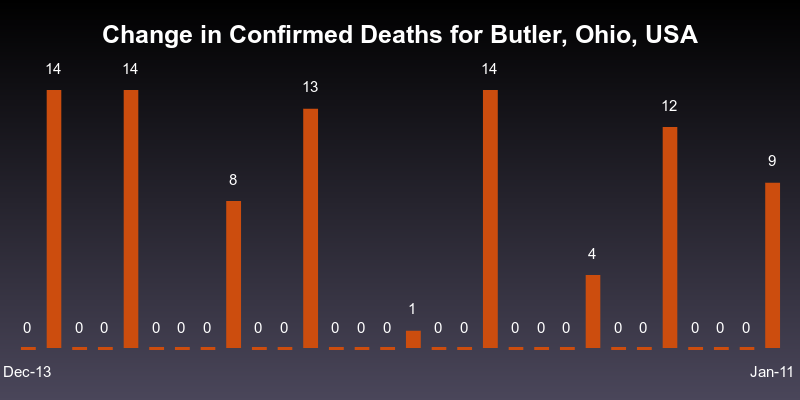 Change in Confirmed Deaths for Butler, Ohio, USA
0 14 0 0 14 0 0 0 8 0 0 13 0 0 0 1 0 0 14 0 0 0 4 0 0 12 0 0 0 9
Dec-13 Jan-11